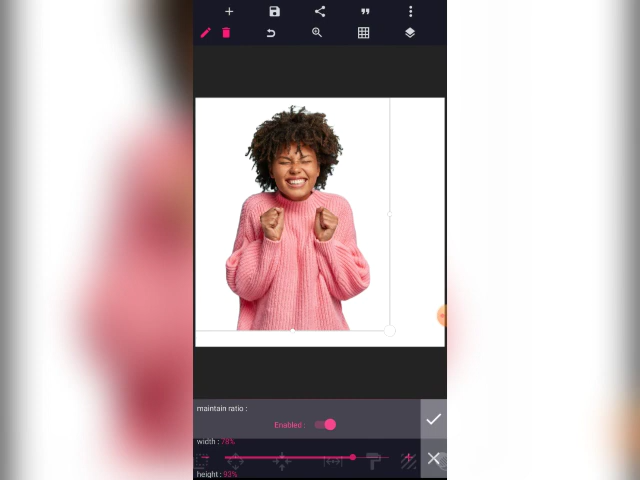 maintain ratio :
Enabled :
width : 78%
height : 93%